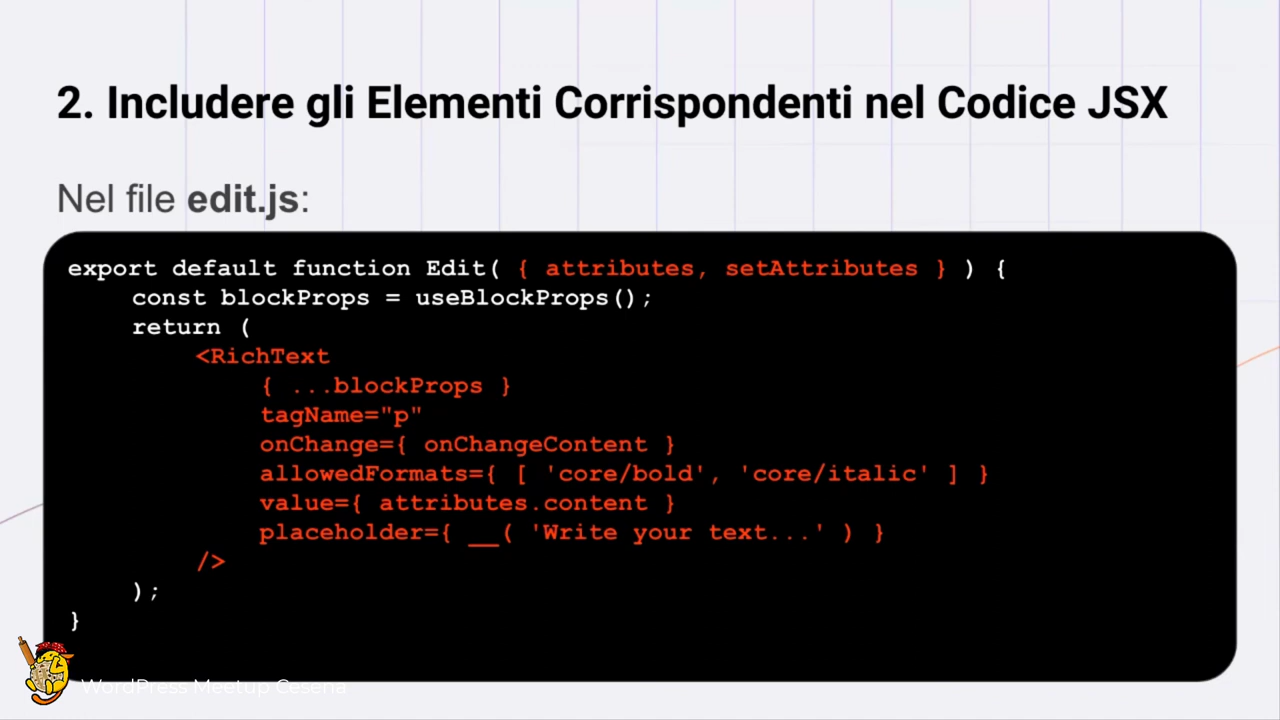 2. Includere gli Elementi Corrispondenti nel Codice JSX
Nel file edit.js:
export default function Edit( { attributes, setAttributes } ) {
const blockProps = useBlockProps();
return (
<RichText
{ ...blockProps }
tagName="p"
onChange={ onChangeContent }
allowedFormats={ [ 'core/bold', 'core/italic' ] }
value={ attributes.content }
placeholder={ __( 'Write your text...' ) }
/>
);
}
WordPress Meetup Cesena